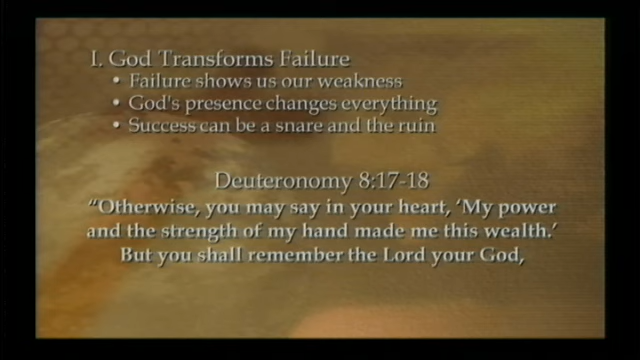 I. God Transforms Failure
• Failure shows us our weakness
• God's presence changes everything
• Success can be a snare and the ruin
Deuteronomy 8:17-18
“Otherwise, you may say in your heart, ‘My power
and the strength of my hand made me this wealth.’
But you shall remember the Lord your God,